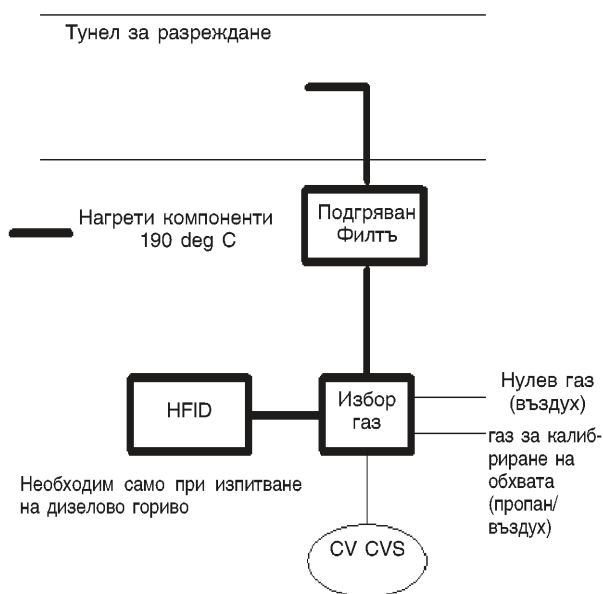 Тунел за разреждане
Подгряван
Филтъ
Нагрети компоненти
190 deg C
HFID
Избор
газ
Нулев газ
(въздух)
газ за калиб-
риране на
обхвата
(пропан/
въздух)
Необходим само при изпитване
на дизелово гориво
CV CVS